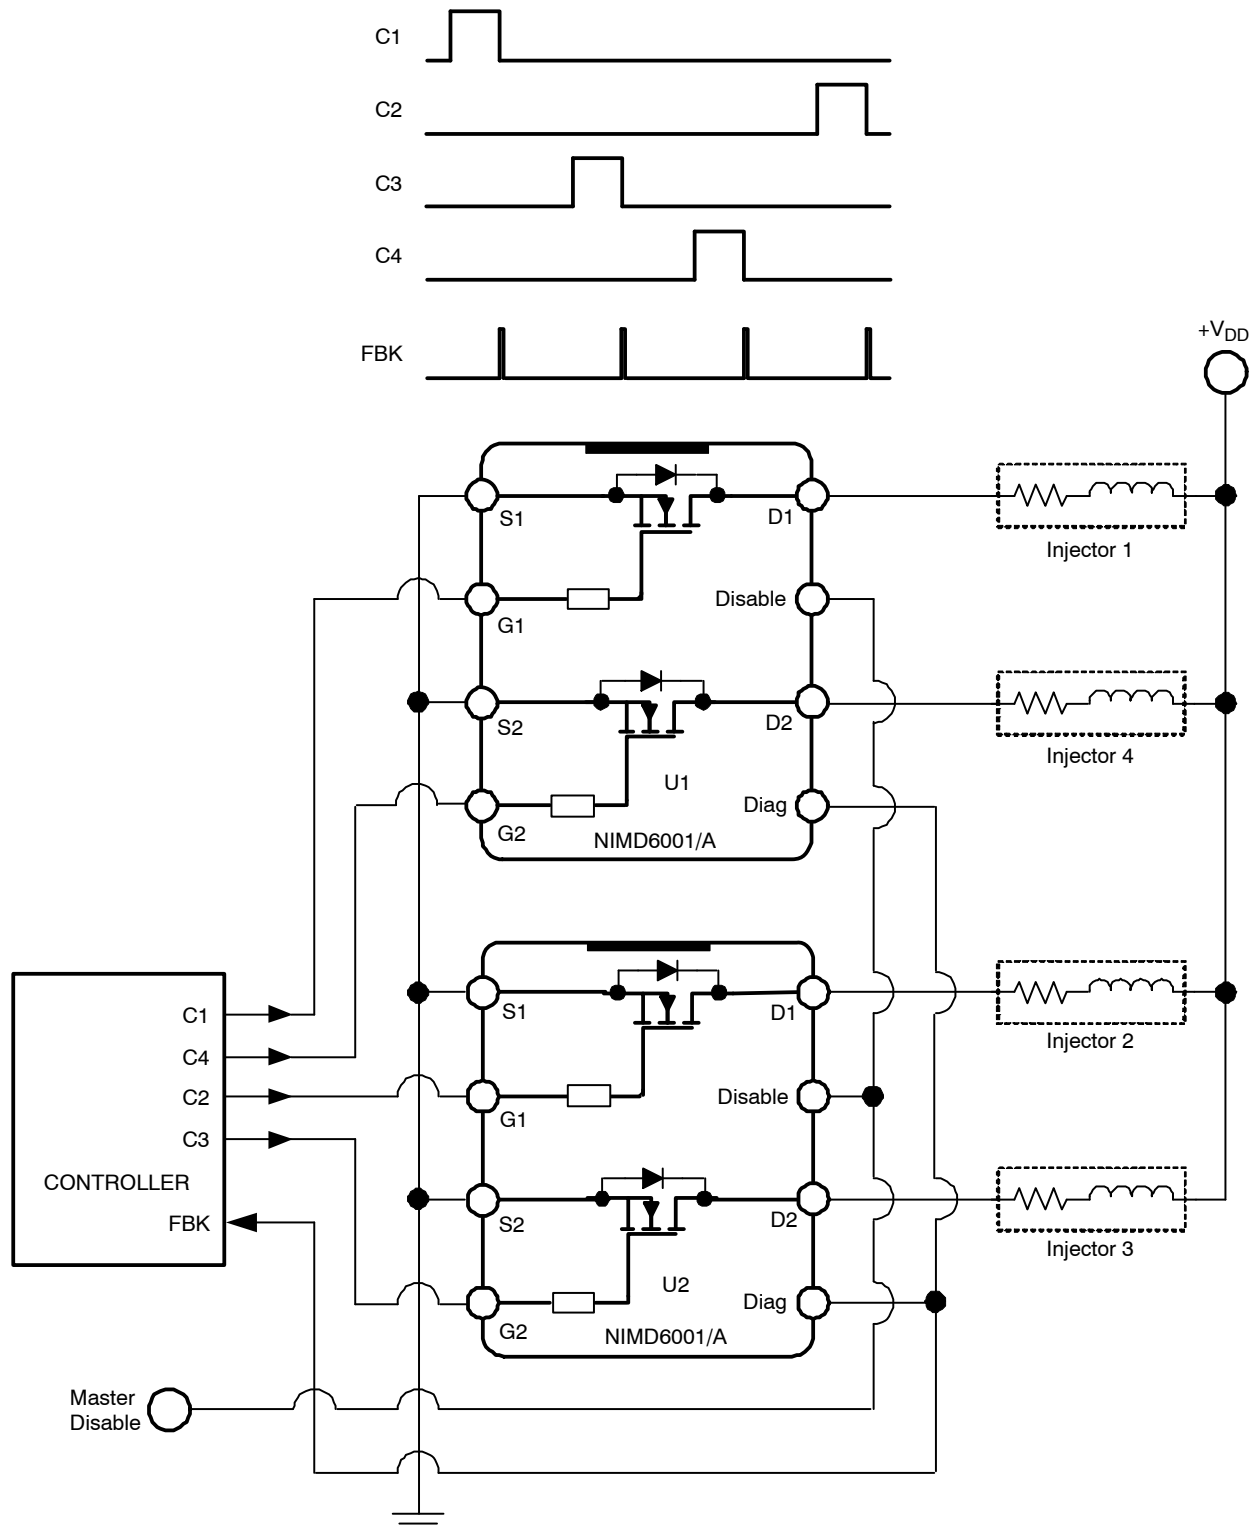 C1
C2
C3
C4
FBK
+VDD
S1
D1
Injector 1
G1
Disable
S2
D2
Injector 4
U1
G2
Diag
NIMD6001/A
S1
D1
Injector 2
G1
Disable
S2
D2
Injector 3
U2
G2
Diag
NIMD6001/A
C1
C4
C2
C3
CONTROLLER
FBK
Master
Disable